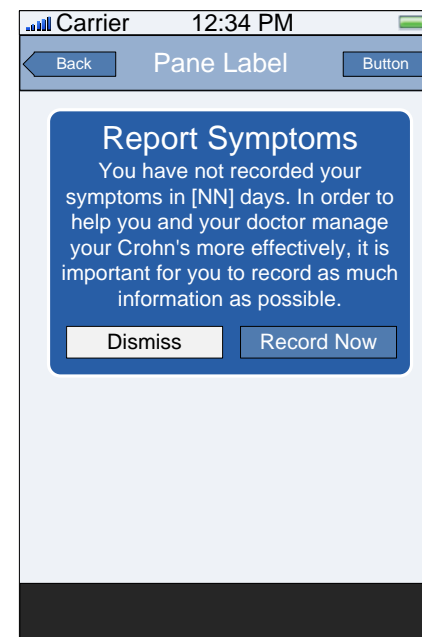 Carrier 12:34 PM
Back Pane Label Button
Report Symptoms
You have not recorded your
symptoms in [NN] days. In order to
help you and your doctor manage
your Crohn's more effectively, it is
important for you to record as much
information as possible.
Dismiss Record Now